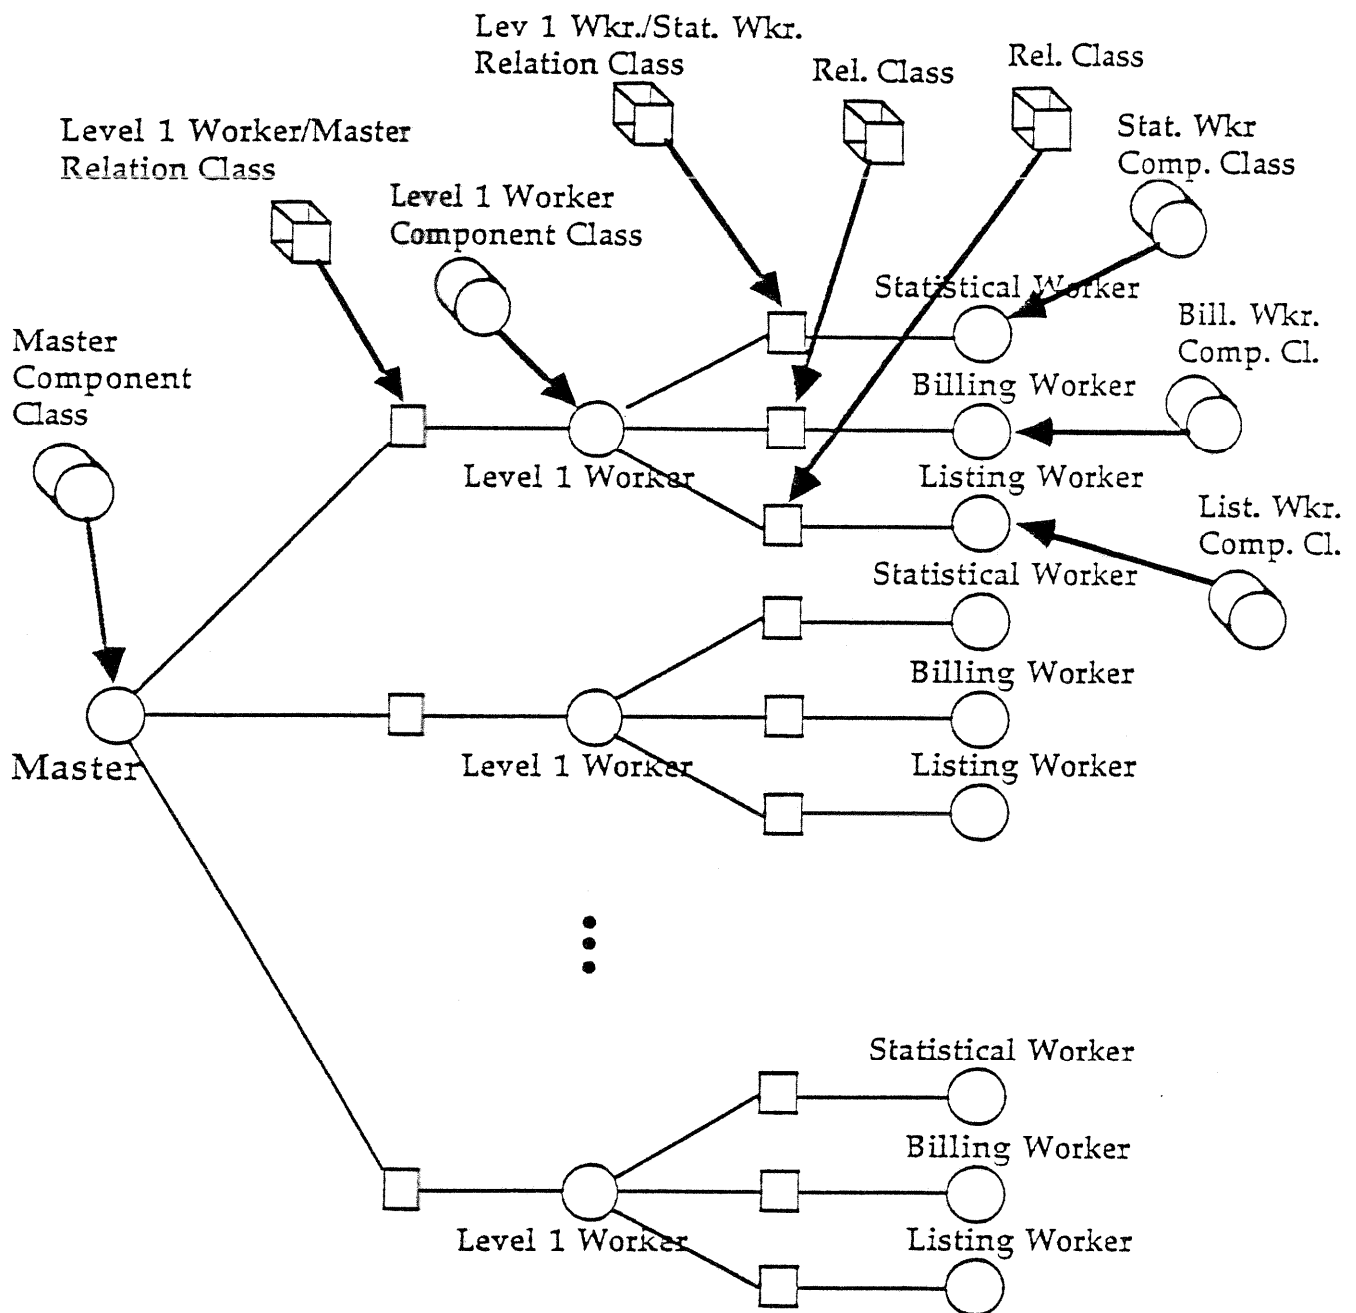 Lev 1 Wkr./Stat. Wkr.
Relation Class
Rel. Class
Rel. Class
Level 1 Worker/Master
Relation Class
Stat. Wkr
Comp. Class
Level 1 Worker
Component Class
Statistical Worker
Bill. Wkr.
Comp. Cl.
Master
Component
Class
Billing Worker
Level 1 Worker
Listing Worker
List. Wkr.
Comp. Cl.
Statistical Worker
Billing Worker
Master
Level 1 Worker
Listing Worker
Statistical Worker
Billing Worker
Level 1 Worker
Listing Worker